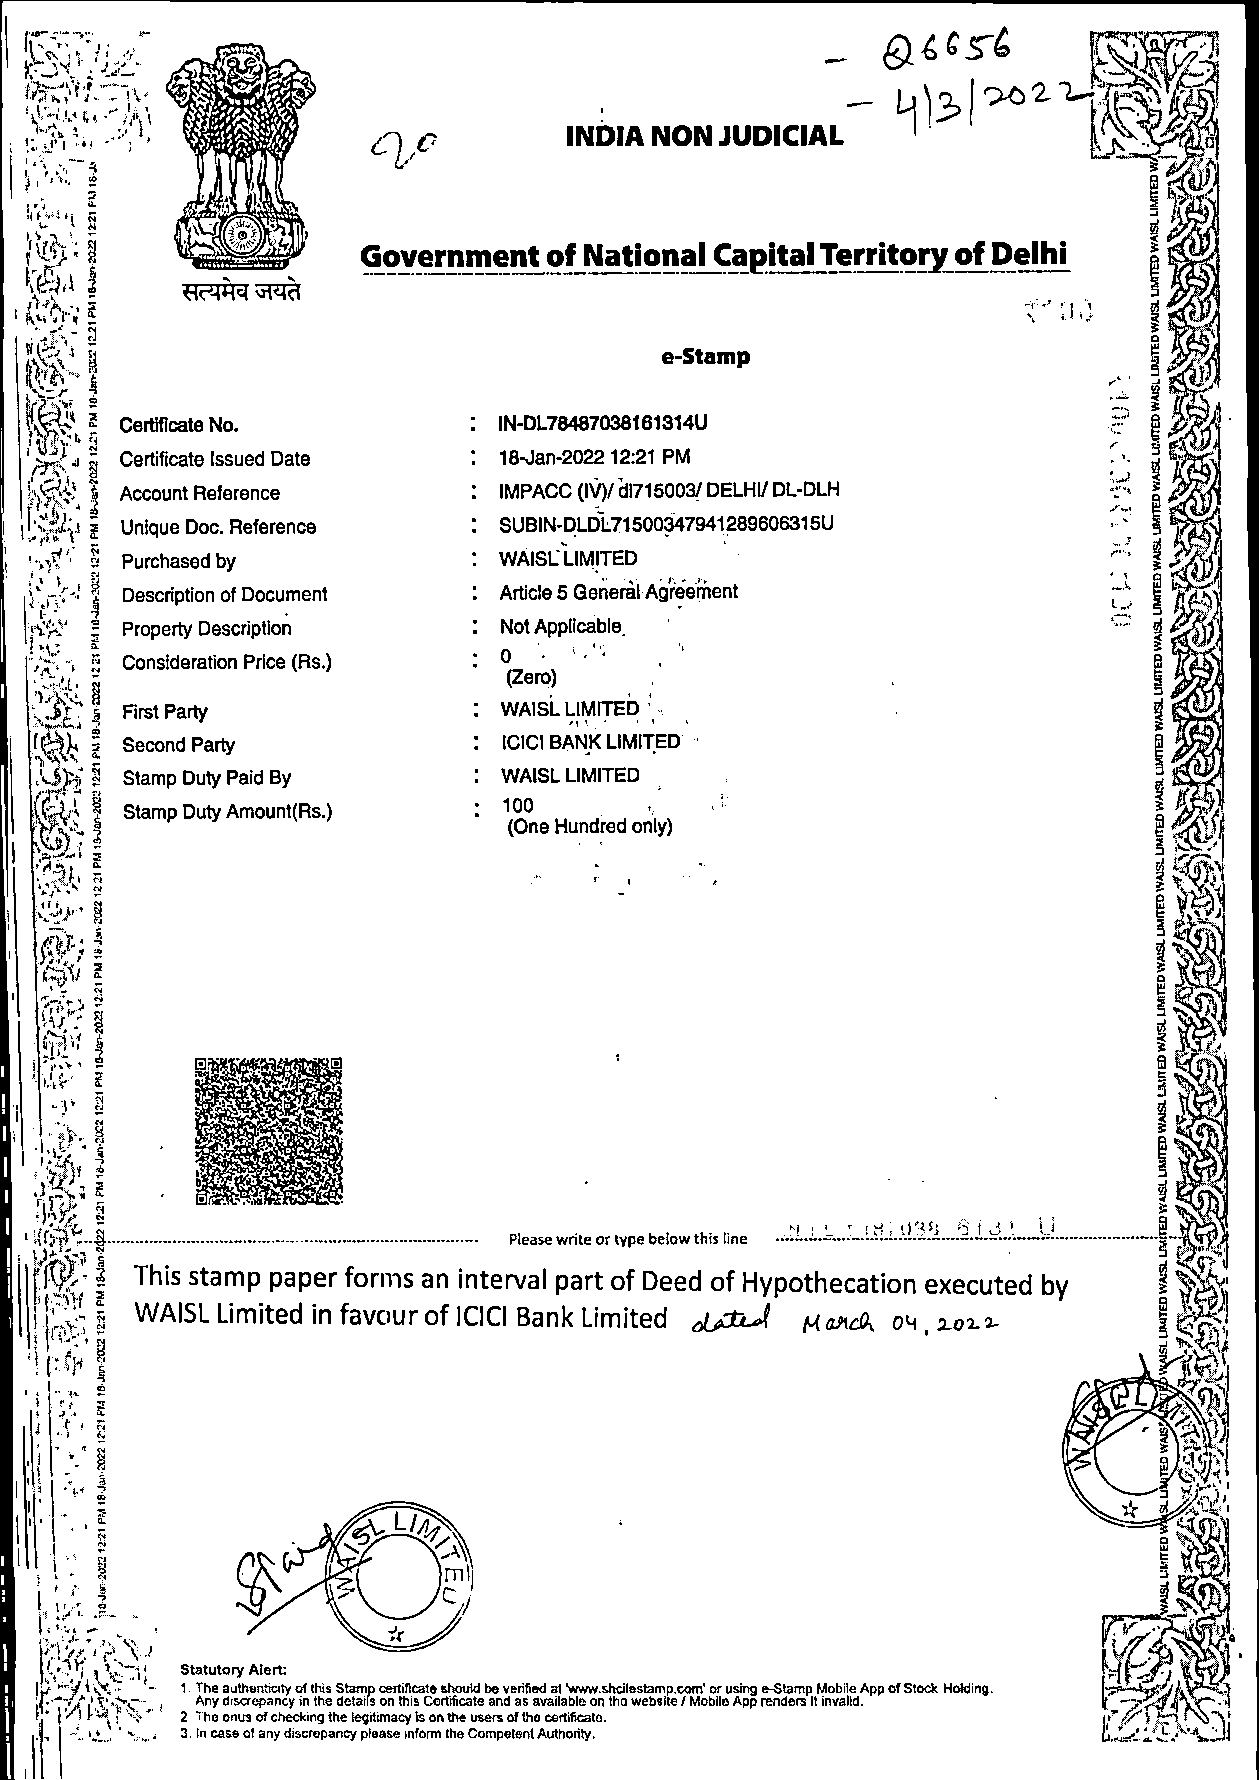 - Q6656
- 4/3/2022
INDIA NON JUDICIAL
सत्यमेव जयते
Government of National Capital Territory of Delhi
₹100
e-Stamp
Certificate No. : IN-DL78487038161314U
Certificate Issued Date : 18-Jan-2022 12:21 PM
Account Reference : IMPACC (IV)/ dl715003/ DELHI/ DL-DLH
Unique Doc. Reference : SUBIN-DLDL71500347941289606315U
Purchased by : WAISL LIMITED
Description of Document : Article 5 General Agreement
Property Description : Not Applicable
Consideration Price (Rs.) : 0
(Zero)
First Party : WAISL LIMITED
Second Party : ICICI BANK LIMITED
Stamp Duty Paid By : WAISL LIMITED
Stamp Duty Amount(Rs.) : 100
(One Hundred only)
Please write or type below this line
This stamp paper forms an interval part of Deed of Hypothecation executed by
WAISL Limited in favour of ICICI Bank Limited dated March 04, 2022
WAISL LIMIT
WAISL LIMITED
Statutory Alert:
1. The authenticity of this Stamp certificate should be verified at 'www.shcilestamp.com' or using e-Stamp Mobile App of Stock Holding.
Any discrepancy in the details on this Certificate and as available on the website / Mobile App renders it invalid.
2 The onus of checking the legitimacy is on the users of the certificate.
3. In case of any discrepancy please inform the Competent Authority.